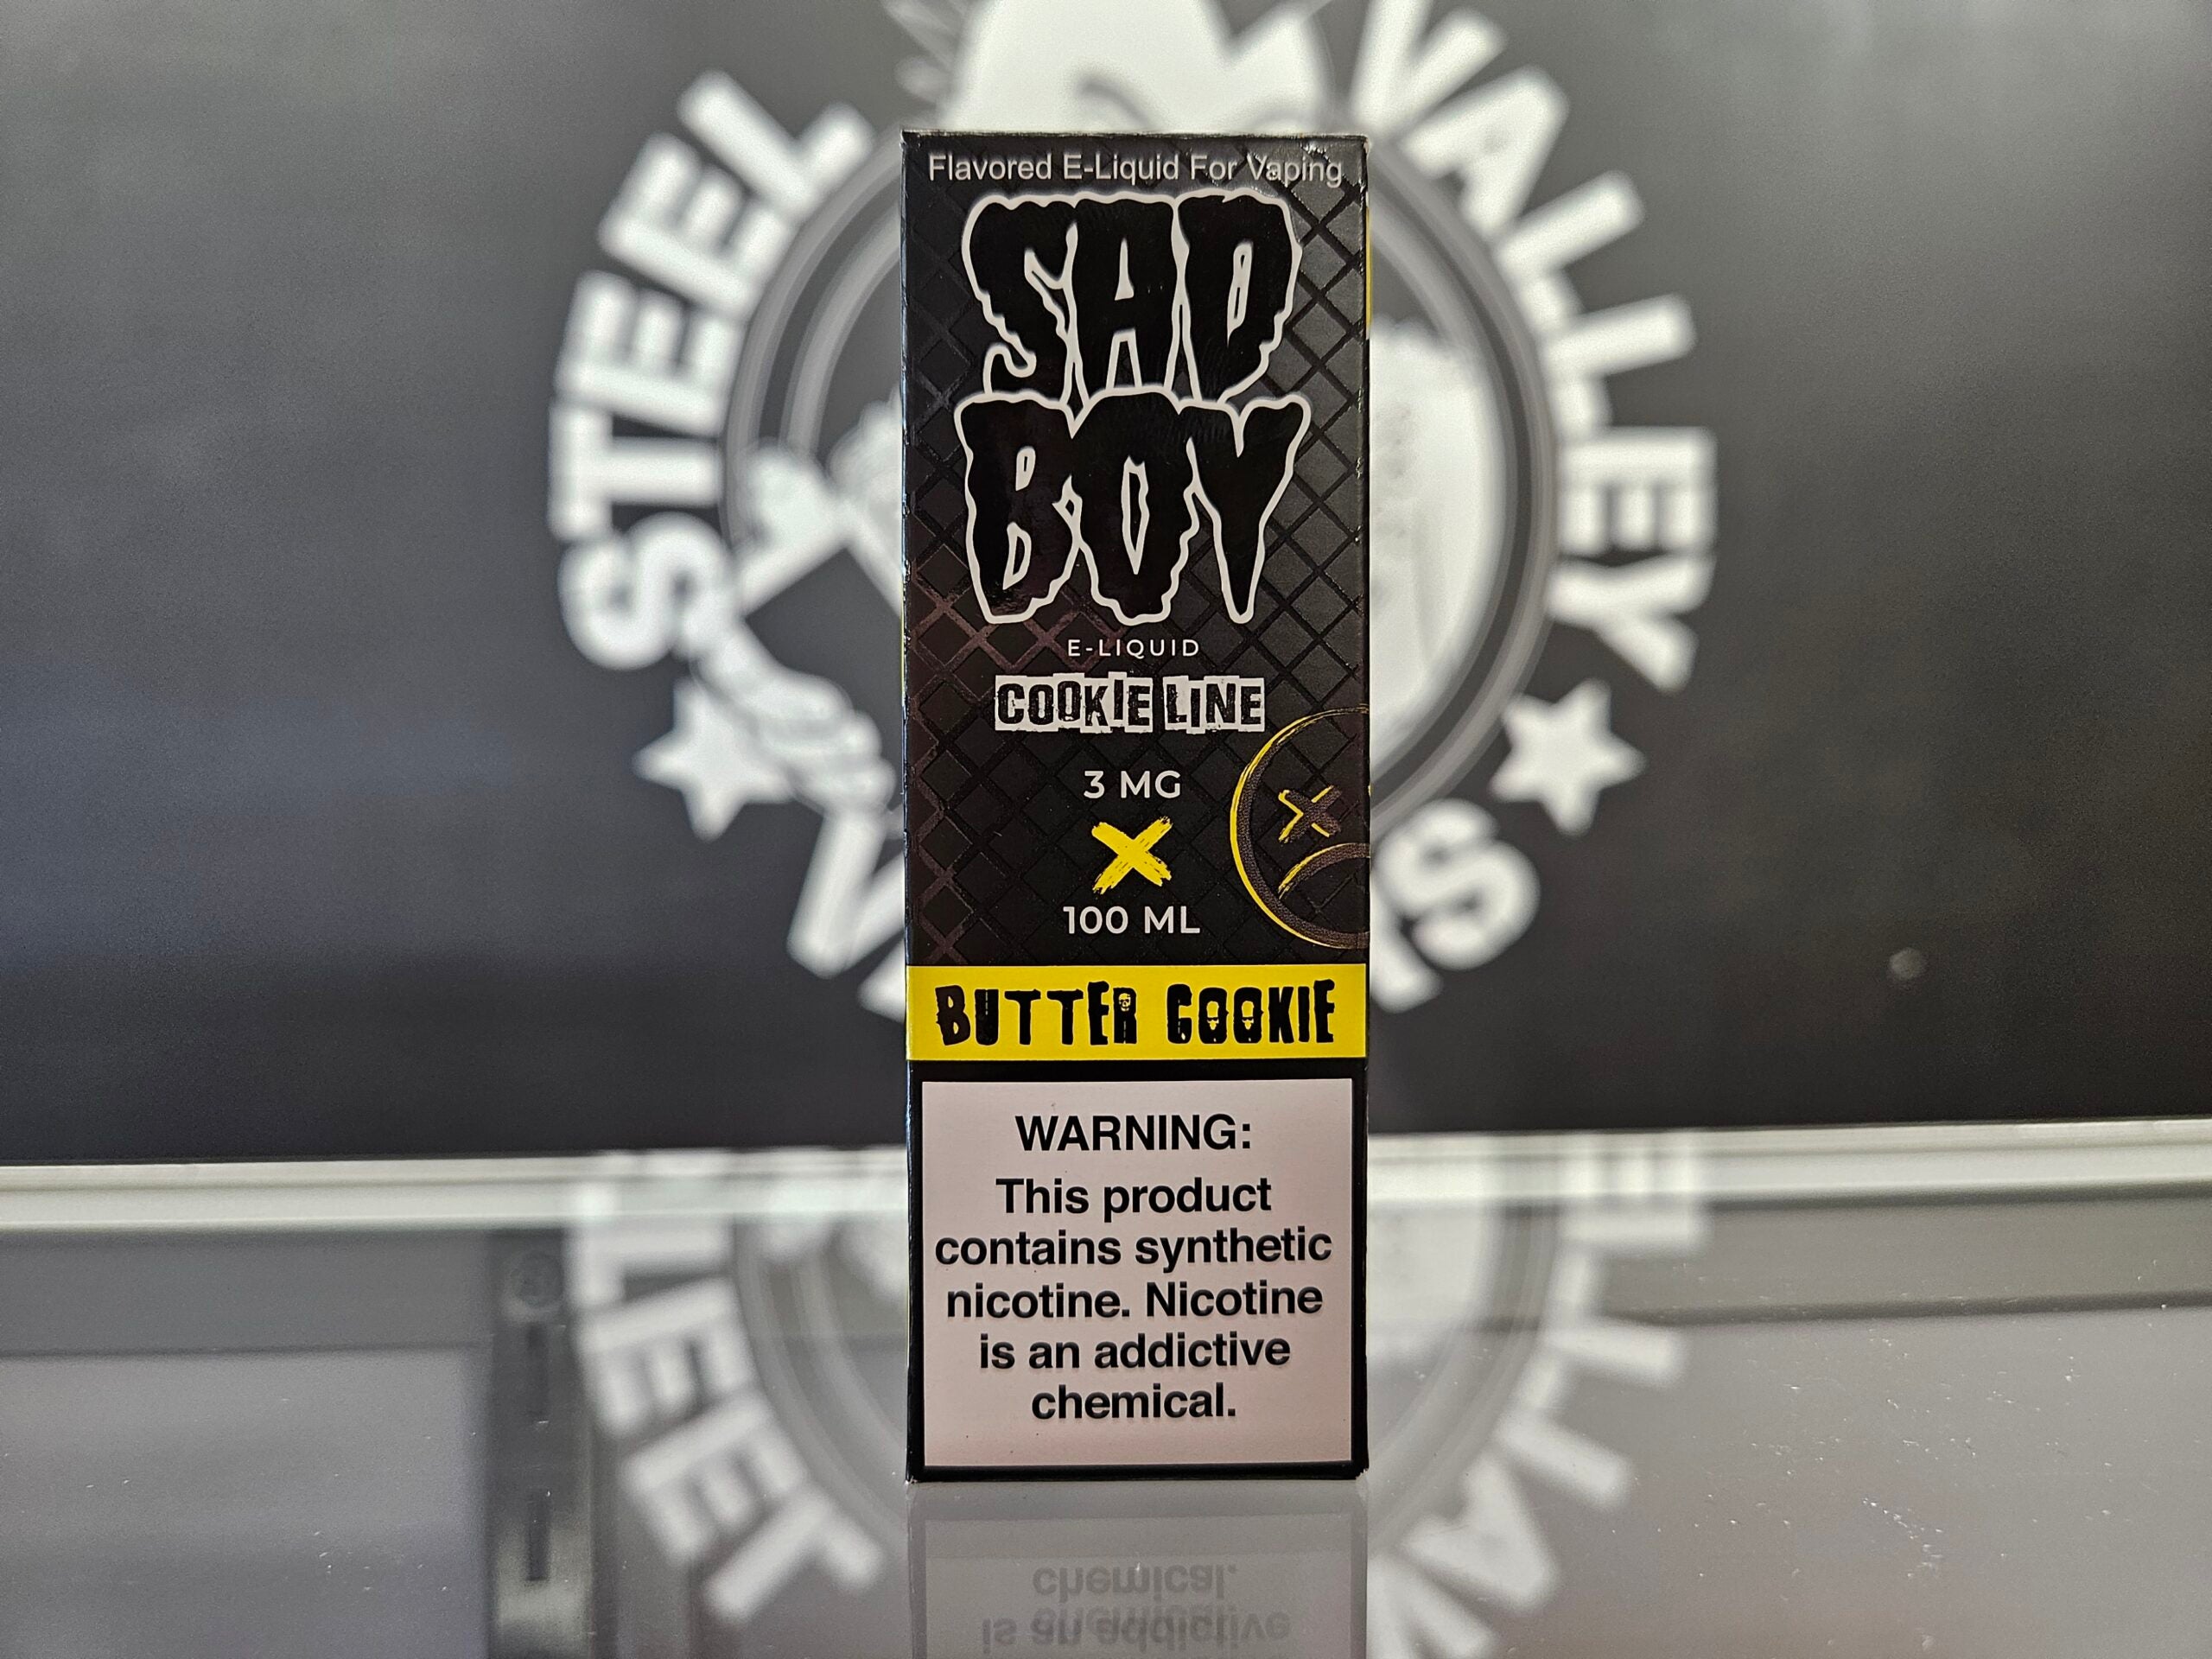 STEEL VALLEY
Flavored E-Liquid For Vaping
SAD
BOY
E-LIQUID
COOKIE LINE
3 MG
X
100 ML
BUTTER COOKIE
WARNING:
This product
contains synthetic
nicotine. Nicotine
is an addictive
chemical.